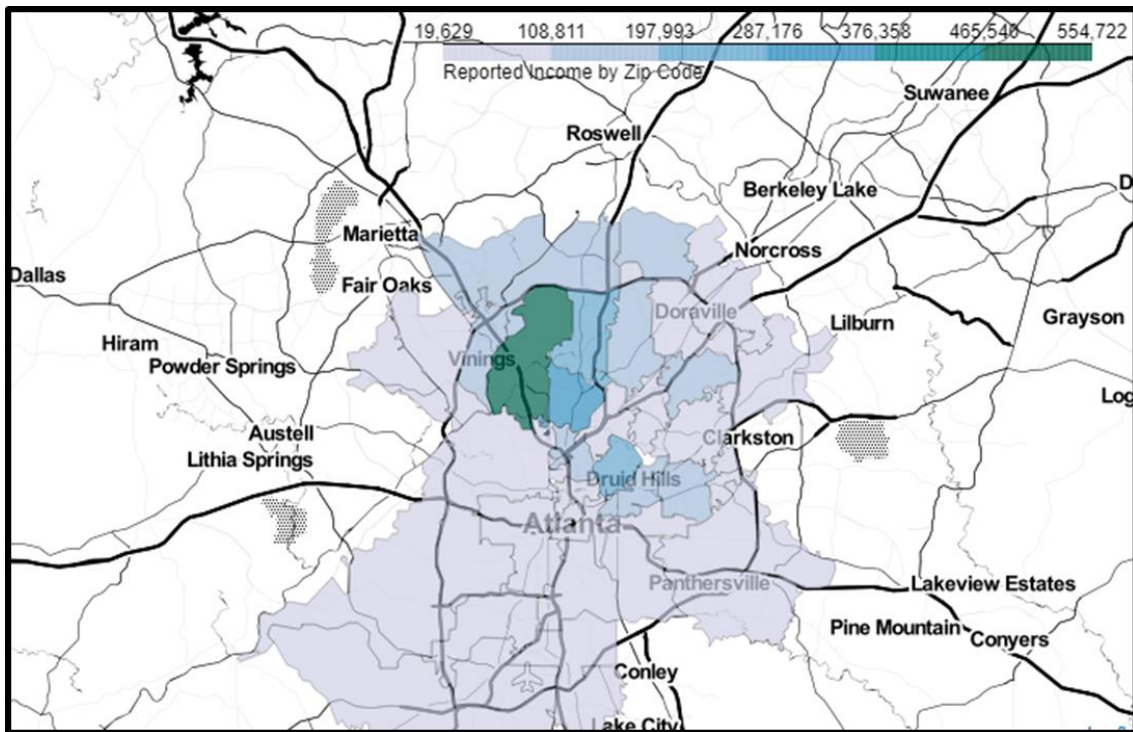 19,629 108,811 197,993 287,176 376,358 465,540 554,722
Reported Income by Zip Code
Suwanee
Roswell
Berkeley Lake
D
Marietta
Norcross
Dallas
Fair Oaks
Doraville
Lilburn
Grayson
Hiram
Vinings
Powder Springs
Log
Austell
Clarkston
Lithia Springs
Druid Hills
Atlanta
Panthersville
Lakeview Estates
Pine Mountain
Conyers
Conley
Lake City